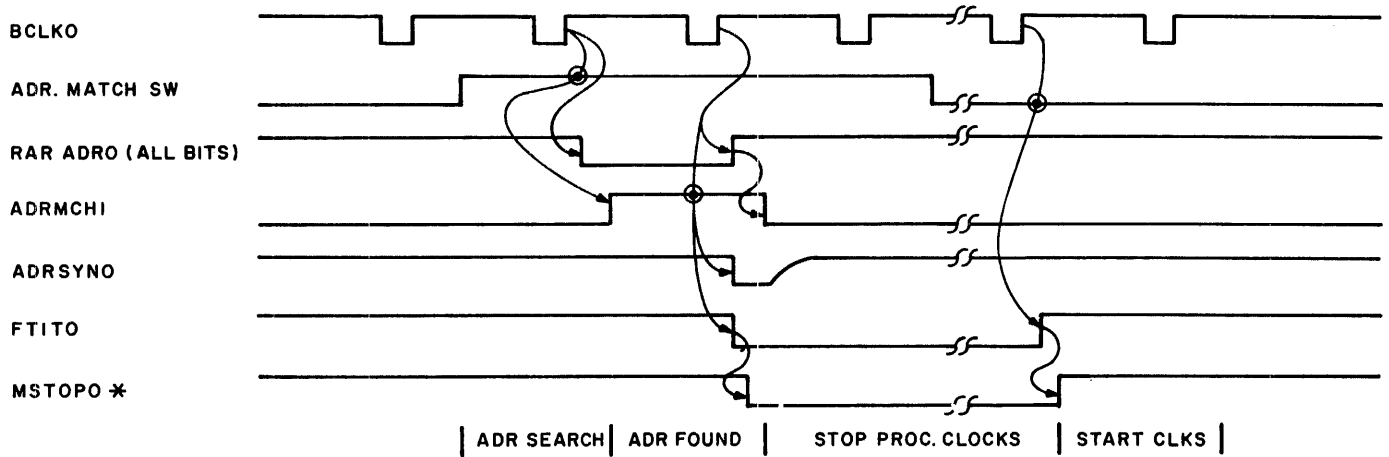 BCLKO
ADR. MATCH SW
RAR ADRO (ALL BITS)
ADRMCHI
ADRSYNO
FTITO
MSTOPO *
ADR SEARCH ADR FOUND STOP PROC. CLOCKS START CLKS